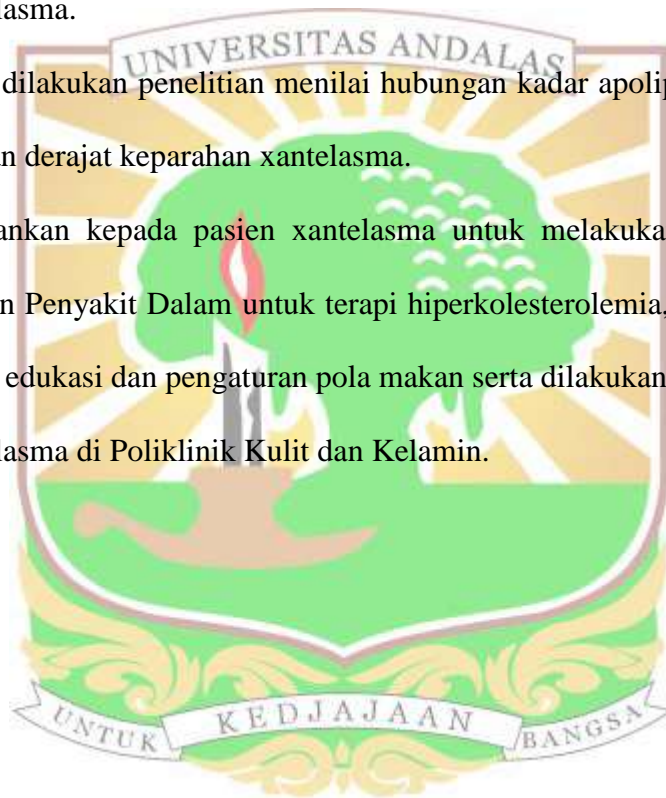 lasma.
UNIVERSITAS ANDALAS
dilakukan penelitian menilai hubungan kadar apolip
n derajat keparahan xantelasma.
ankan kepada pasien xantelasma untuk melakuka
n Penyakit Dalam untuk terapi hiperkolesterolemia,
edukasi dan pengaturan pola makan serta dilakukan
lasma di Poliklinik Kulit dan Kelamin.
UNTUK KEDJAJAAN BANGSA